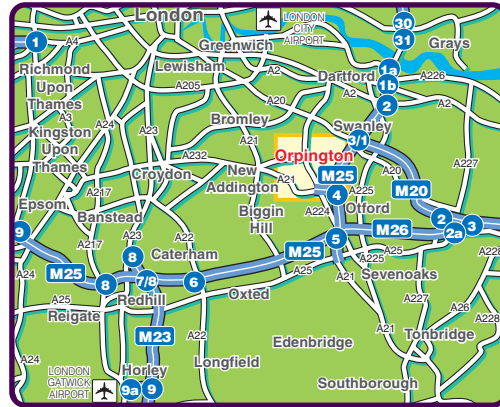 London
LONDON
CITY
AIRPORT
30
31
Grays
1
A4
Greenwich
A2
Richmond
Upon
Thames
Lewisham
A205
Dartford
1a
1b
A226
A2
2
A2
A3
A24
A23
A20
Bromley
Swanley
Kingston
Upon
Thames
A232
A21
Orpington
3/1
A227
Croydon
New
Addington
A21
M25
A20
M20
A217
4
A225
Epsom
Banstead
Biggin
Hill
A224
Otford
2
3
9
A217
A23
A22
5
M26
2a
8
Caterham
M25
A25
A225
A24
M25
8
7/8
6
A25
A21
Sevenoaks
A25
Redhill
Oxted
A227
A26
Reigate
A228
M23
A22
A21
Tonbridge
Edenbridge
A24
Longfield
A228
LONDON
GATWICK
AIRPORT
Horley
9a
9
Southborough